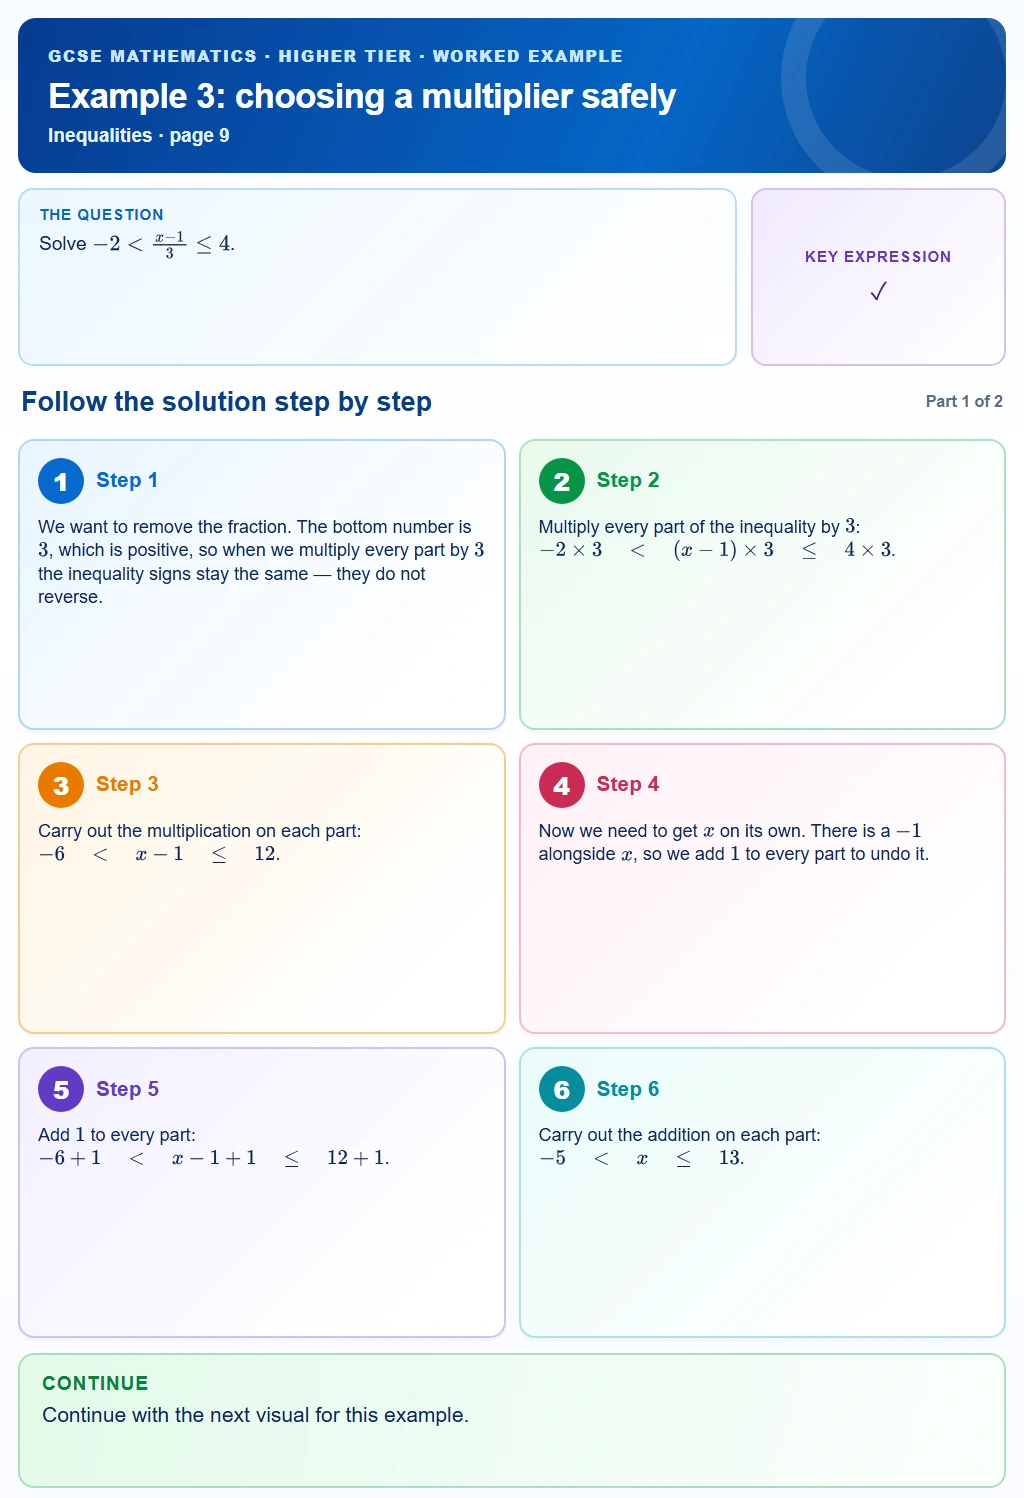 GCSE MATHEMATICS · HIGHER TIER · WORKED EXAMPLE
Example 3: choosing a multiplier safely
Inequalities · page 9
THE QUESTION
Solve −2 < (x−1)/3 ≤ 4.
KEY EXPRESSION
✓
Follow the solution step by step
Part 1 of 2
1 Step 1
We want to remove the fraction. The bottom number is
3, which is positive, so when we multiply every part by 3
the inequality signs stay the same — they do not
reverse.
2 Step 2
Multiply every part of the inequality by 3:
−2 × 3 < (x − 1) × 3 ≤ 4 × 3.
3 Step 3
Carry out the multiplication on each part:
−6 < x − 1 ≤ 12.
4 Step 4
Now we need to get x on its own. There is a −1
alongside x, so we add 1 to every part to undo it.
5 Step 5
Add 1 to every part:
−6 + 1 < x − 1 + 1 ≤ 12 + 1.
6 Step 6
Carry out the addition on each part:
−5 < x ≤ 13.
CONTINUE
Continue with the next visual for this example.